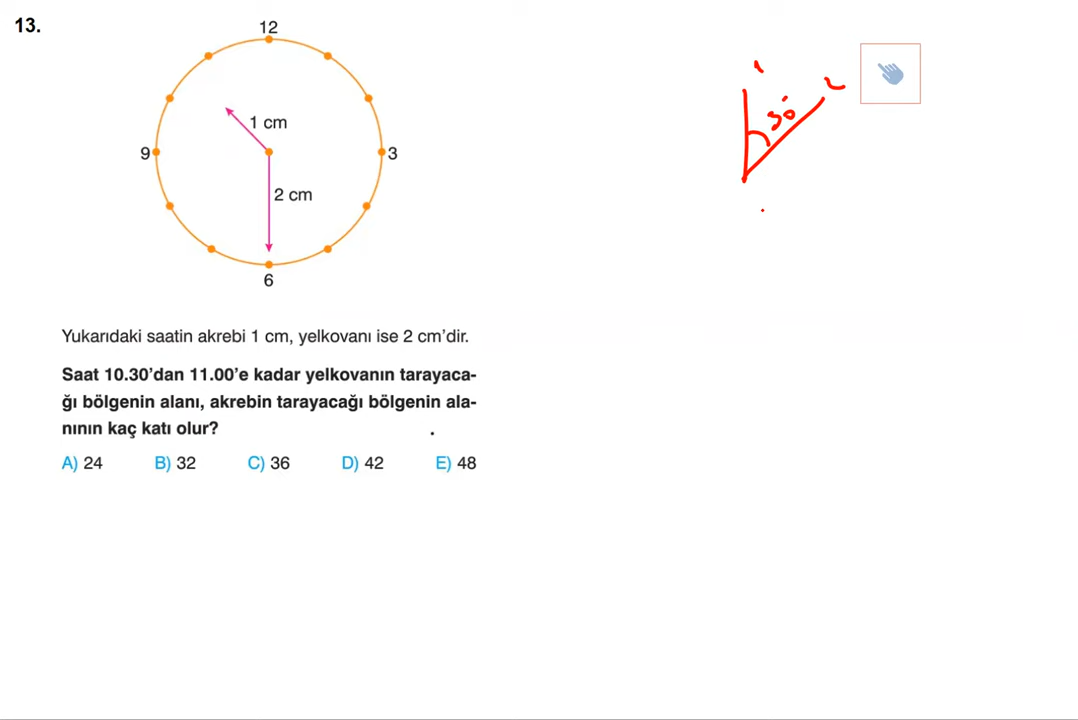 13.
12
1 cm
9
3
2 cm
6
1
2
30°
Yukarıdaki saatin akrebi 1 cm, yelkovanı ise 2 cm'dir.
Saat 10.30'dan 11.00'e kadar yelkovanın tarayaca-
ğı bölgenin alanı, akrebin tarayacağı bölgenin ala-
nının kaç katı olur?
A) 24 B) 32 C) 36 D) 42 E) 48